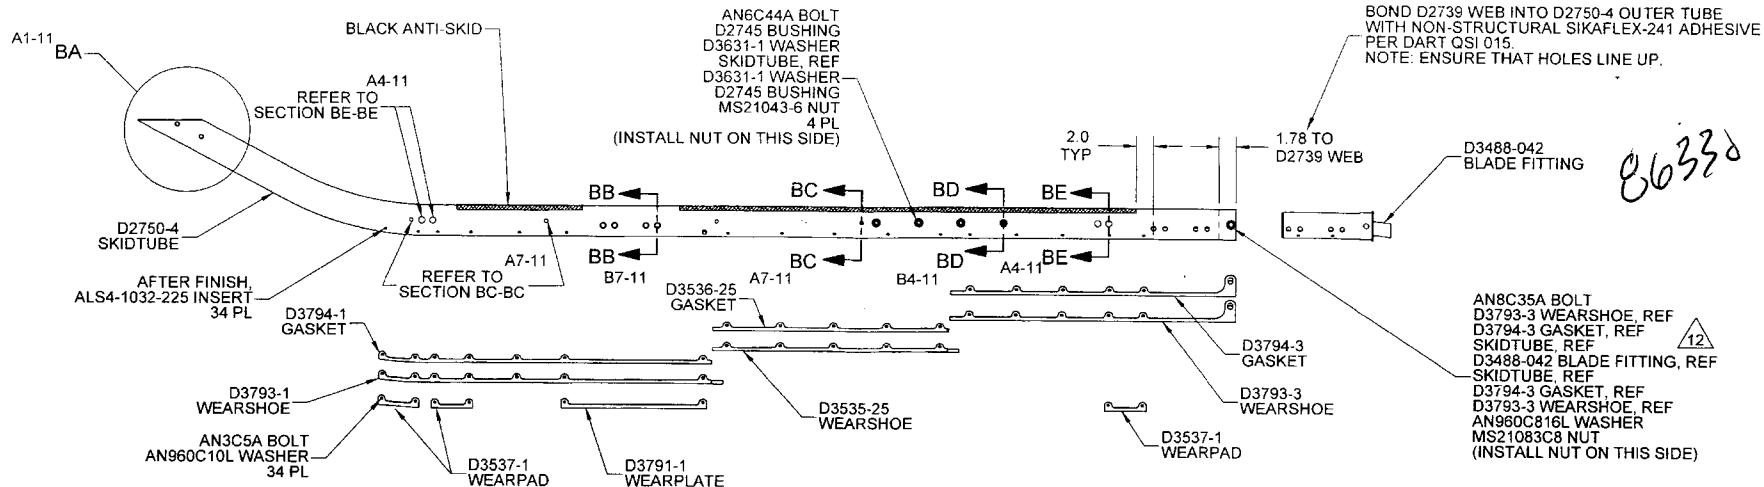 A1-11
BA
BLACK ANTI-SKID
A4-11
REFER TO
SECTION BE-BE
AN6C44A BOLT
D2745 BUSHING
D3631-1 WASHER
SKIDTUBE, REF
D3631-1 WASHER
D2745 BUSHING
MS21043-6 NUT
4 PL
(INSTALL NUT ON THIS SIDE)
BOND D2739 WEB INTO D2750-4 OUTER TUBE
WITH NON-STRUCTURAL SIKAFLEX-241 ADHESIVE
PER DART QSI 015.
NOTE: ENSURE THAT HOLES LINE UP.
2.0
TYP
1.78 TO
D2739 WEB
D3488-042
BLADE FITTING
BB
BC
BD
BE
D2750-4
SKIDTUBE
AFTER FINISH,
ALS4-1032-225 INSERT
34 PL
REFER TO
SECTION BC-BC
A7-11
BB
B7-11
BC
A7-11
BD
B4-11
BE
A4-11
D3794-1
GASKET
D3536-25
GASKET
D3794-3
GASKET
D3793-1
WEARSHOE
D3535-25
WEARSHOE
D3793-3
WEARSHOE
AN3C5A BOLT
AN960C10L WASHER
34 PL
D3537-1
WEARPAD
D3791-1
WEARPLATE
D3537-1
WEARPAD
AN8C35A BOLT
D3793-3 WEARSHOE, REF
D3794-3 GASKET, REF
SKIDTUBE, REF
12
D3488-042 BLADE FITTING, REF
SKIDTUBE, REF
D3794-3 GASKET, REF
D3793-3 WEARSHOE, REF
AN960C816L WASHER
MS21083C8 NUT
(INSTALL NUT ON THIS SIDE)